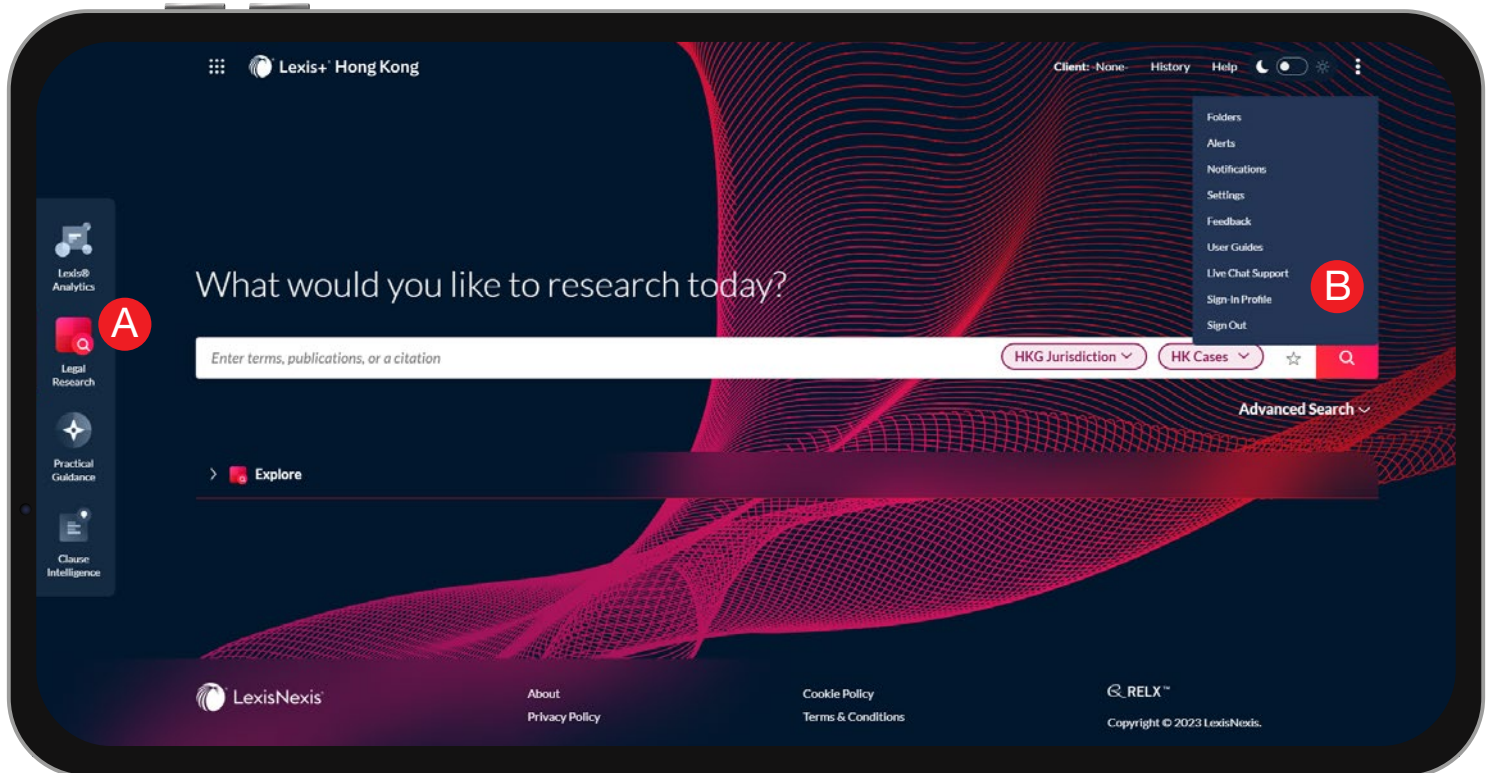 Lexis+® Hong Kong
Client: -None- History Help
Folders
Alerts
Notifications
Settings
Feedback
User Guides
Live Chat Support
Sign-In Profile
Sign Out
B
Lexis®
Analytics
A
Legal
Research
Practical
Guidance
Clause
Intelligence
What would you like to research today?
Enter terms, publications, or a citation HKG Jurisdiction HK Cases
Advanced Search
Explore
LexisNexis®
About
Privacy Policy
Cookie Policy
Terms & Conditions
RELX™
Copyright © 2023 LexisNexis.